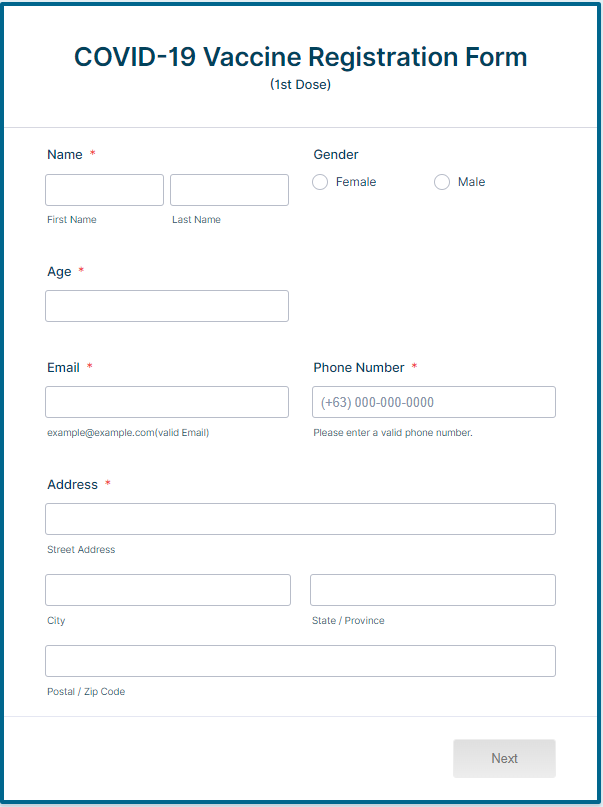 COVID-19 Vaccine Registration Form
(1st Dose)
Name *
Gender
Female
Male
First Name
Last Name
Age *
Email *
Phone Number *
(+63) 000-000-0000
example@example.com(valid Email)
Please enter a valid phone number.
Address *
Street Address
City
State / Province
Postal / Zip Code
Next